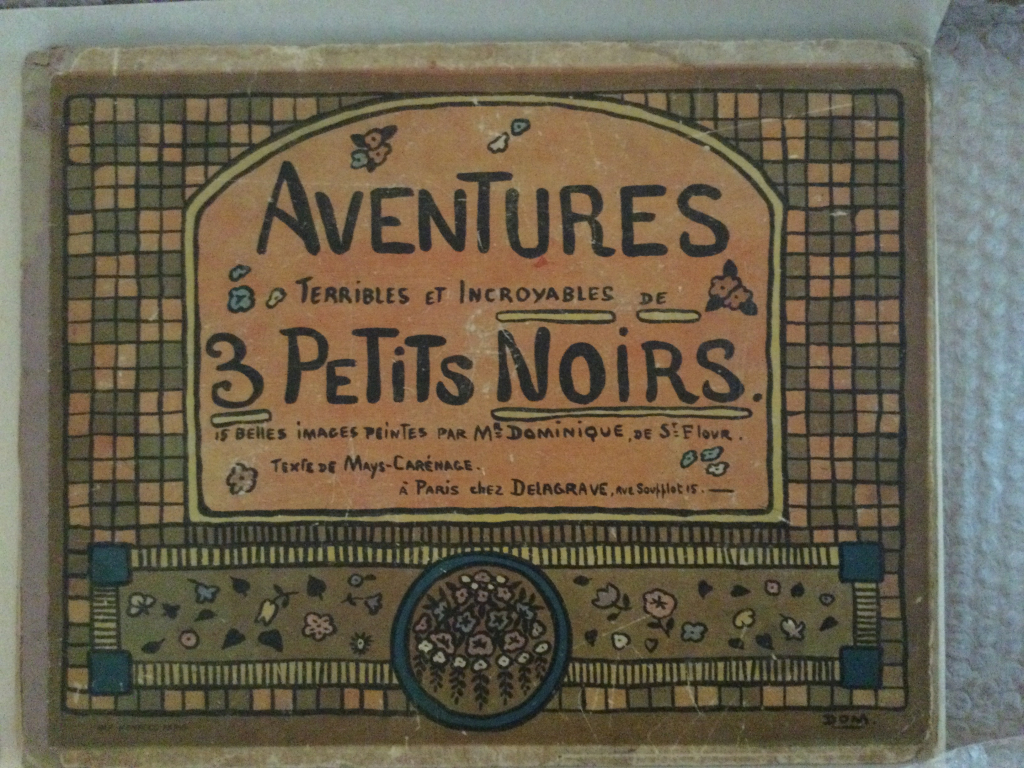 AVENTURES
TERRIBLES ET INCROYABLES DE
3 PETITS NOIRS.
15 BELLES IMAGES PEINTES PAR MR DOMINIQUE, DE ST FLOUR.
TEXTE DE MAYS-CARÉNAGE.
à PARIS chez DELAGRAVE, RUE Soufflot 15.
DOM.